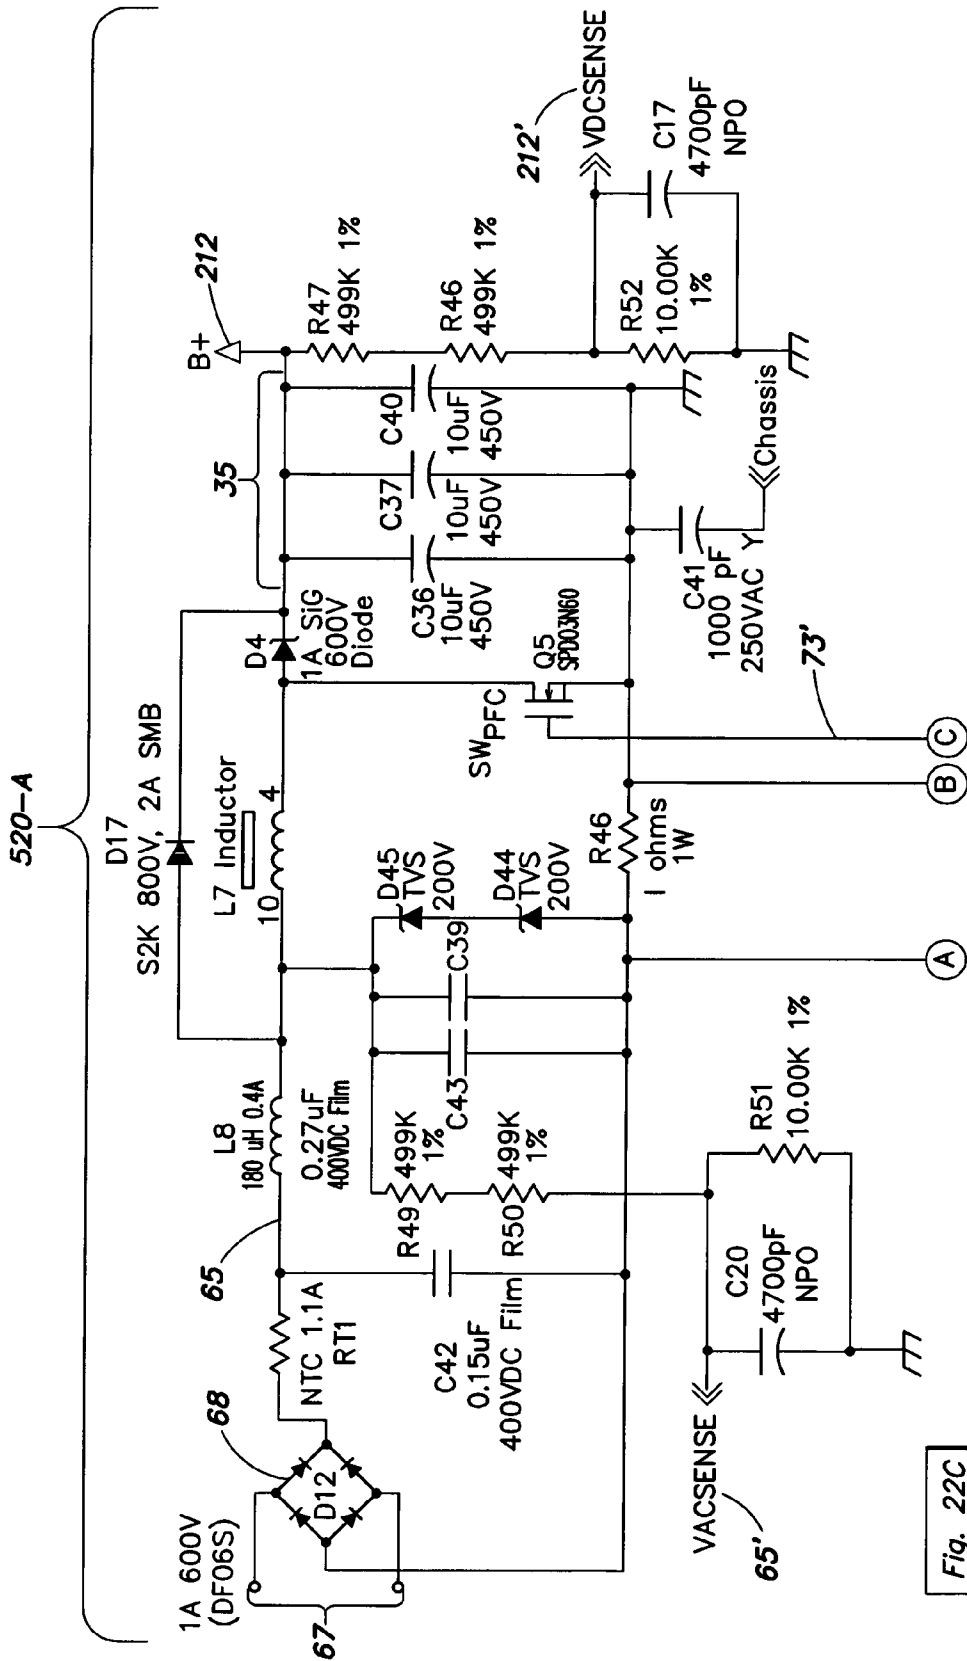 520-A
D17
S2K 800V, 2A SMB
1A 600V
(DF06S)
67
68
D12
NTC 1.1A
RT1
65
L8
180 uH 0.4A
0.27uF
400VDC Film
L7 Inductor
10
4
D4
1A SiG
600V
Diode
35
B+
212
R47
499K 1%
R46
499K 1%
212'
VDCSENSE
R52
10.00K
1%
C17
4700pF
NPO
C36
10uF
450V
C37
10uF
450V
C40
10uF
450V
SWPFC
Q5
SPD03N60
D45
TVS
200V
D44
TVS
200V
C39
C43
R49
499K
1%
R50
499K
1%
C42
0.15uF
400VDC Film
R46
1 ohms
1W
C41
1000 pF
250VAC Y
Chassis
73'
A
B
C
R51
10.00K 1%
C20
4700pF
NPO
VACSENSE
65'
Fig. 22C